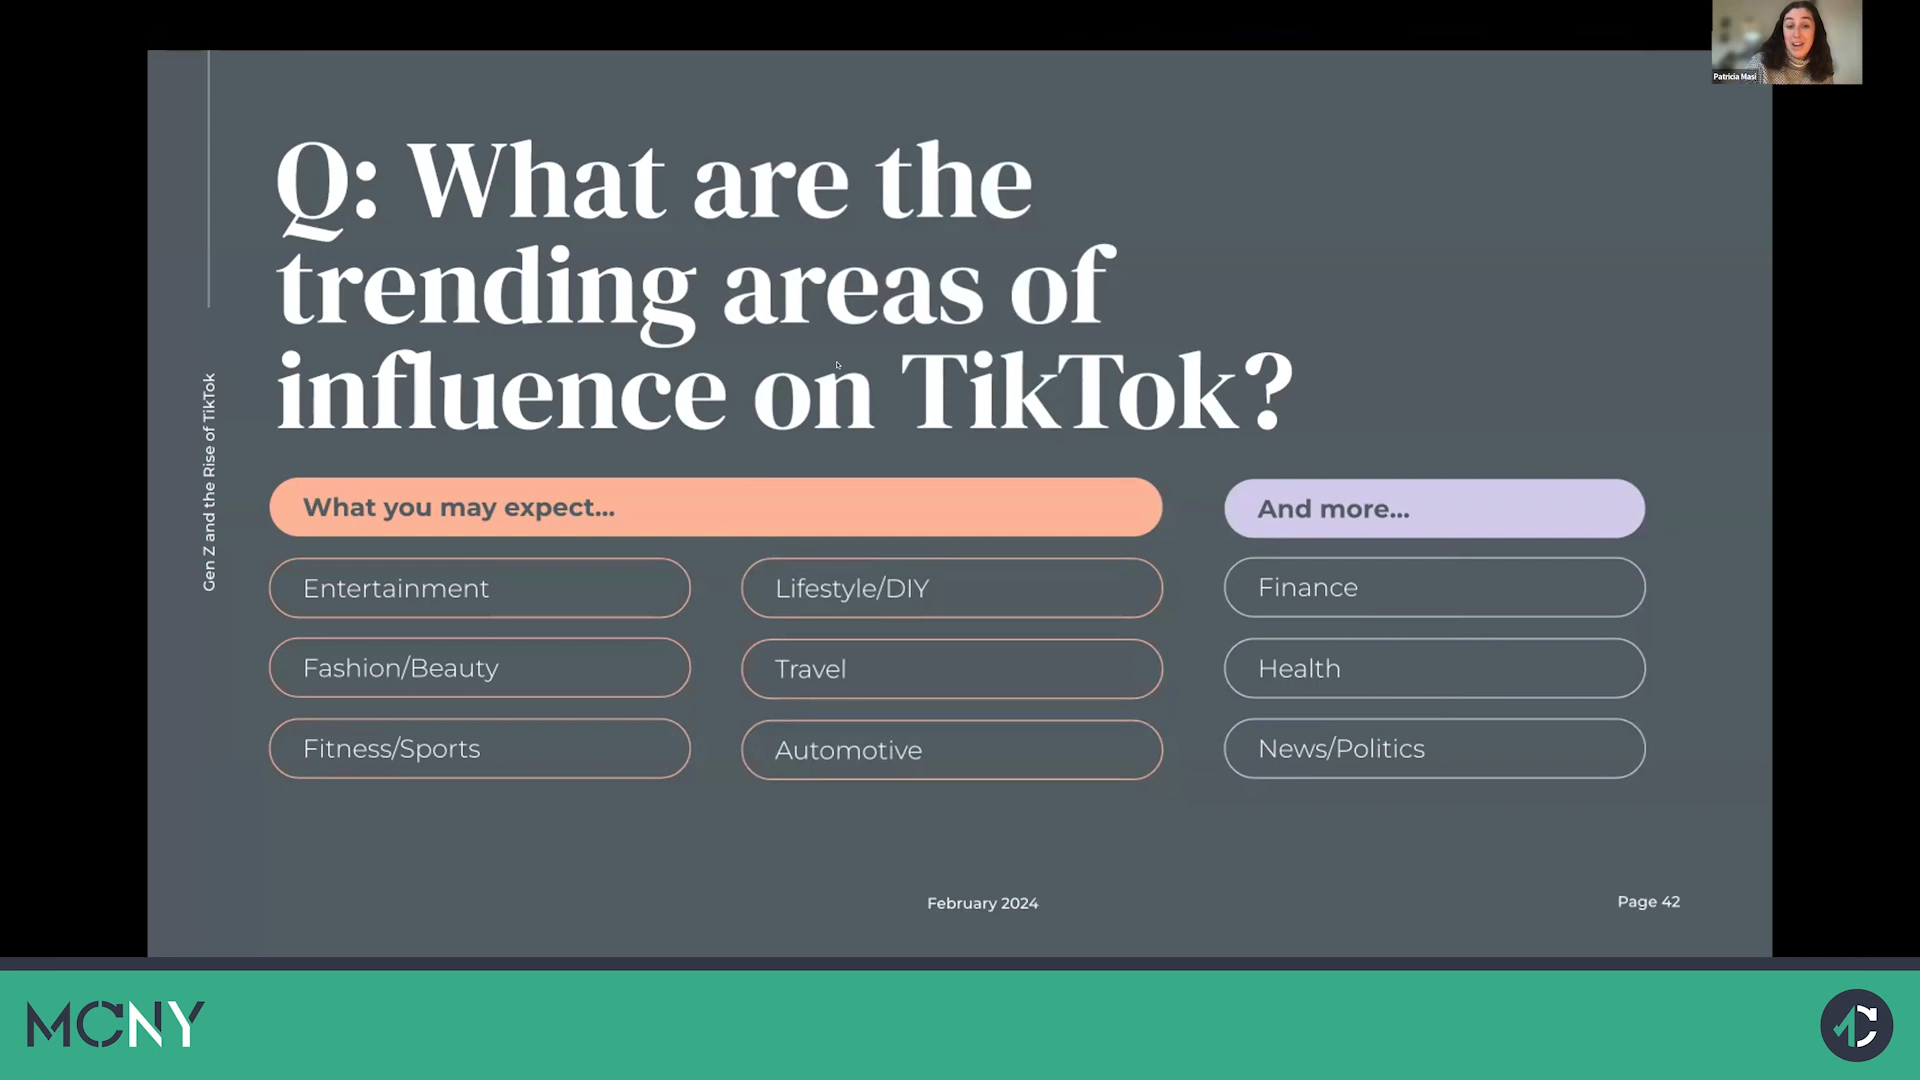 Patricia Masi
Gen Z and the Rise of TikTok
Q: What are the
trending areas of
influence on TikTok?
What you may expect...
And more...
Entertainment
Lifestyle/DIY
Finance
Fashion/Beauty
Travel
Health
Fitness/Sports
Automotive
News/Politics
February 2024
Page 42
MCNY